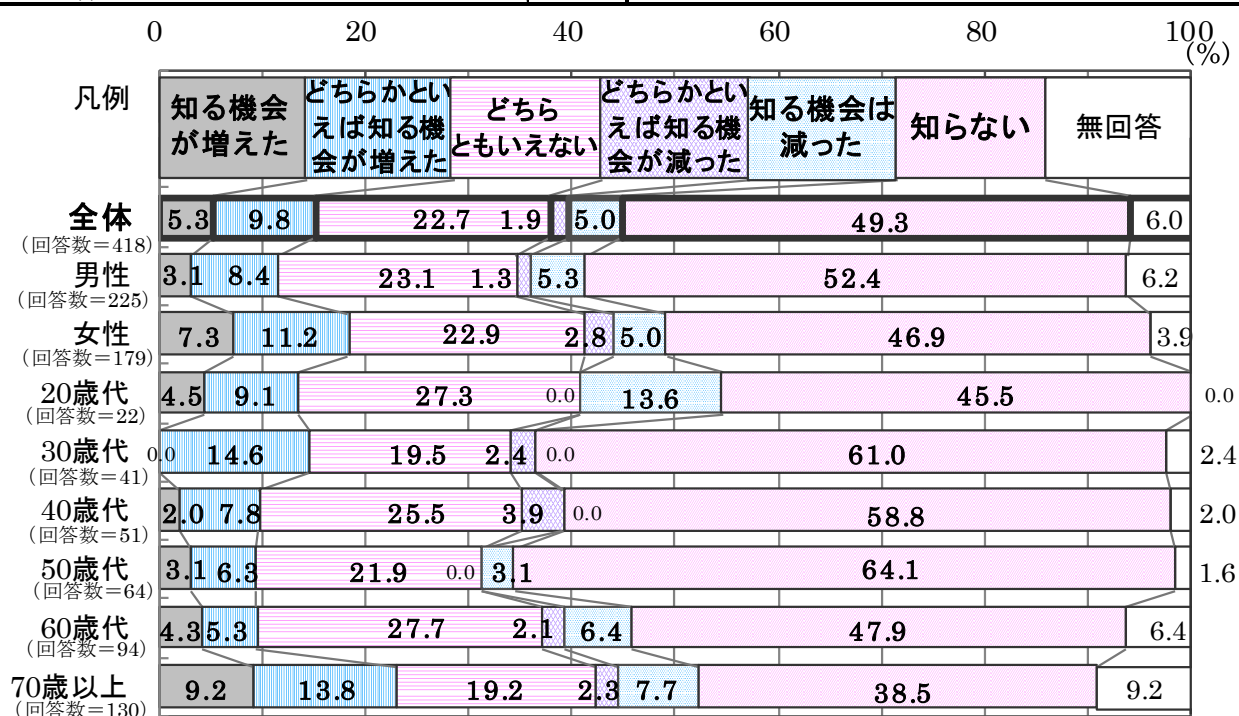 0 20 40 60 80 100
(%)
凡例
知る機会
が増えた
どちらかとい
えば知る機
会が増えた
どちら
ともいえない
どちらかとい
えば知る機
会が減った
知る機会は
減った
知らない
無回答
全体 5.3 9.8 22.7 1.9 5.0 49.3 6.0
(回答数=418)
男性 3.1 8.4 23.1 1.3 5.3 52.4 6.2
(回答数=225)
女性 7.3 11.2 22.9 2.8 5.0 46.9 3.9
(回答数=179)
20歳代 4.5 9.1 27.3 0.0 13.6 45.5 0.0
(回答数=22)
30歳代 0.0 14.6 19.5 2.4 0.0 61.0 2.4
(回答数=41)
40歳代 2.0 7.8 25.5 3.9 0.0 58.8 2.0
(回答数=51)
50歳代 3.1 6.3 21.9 0.0 3.1 64.1 1.6
(回答数=64)
60歳代 4.3 5.3 27.7 2.1 6.4 47.9 6.4
(回答数=94)
70歳以上 9.2 13.8 19.2 2.3 7.7 38.5 9.2
(回答数=130)